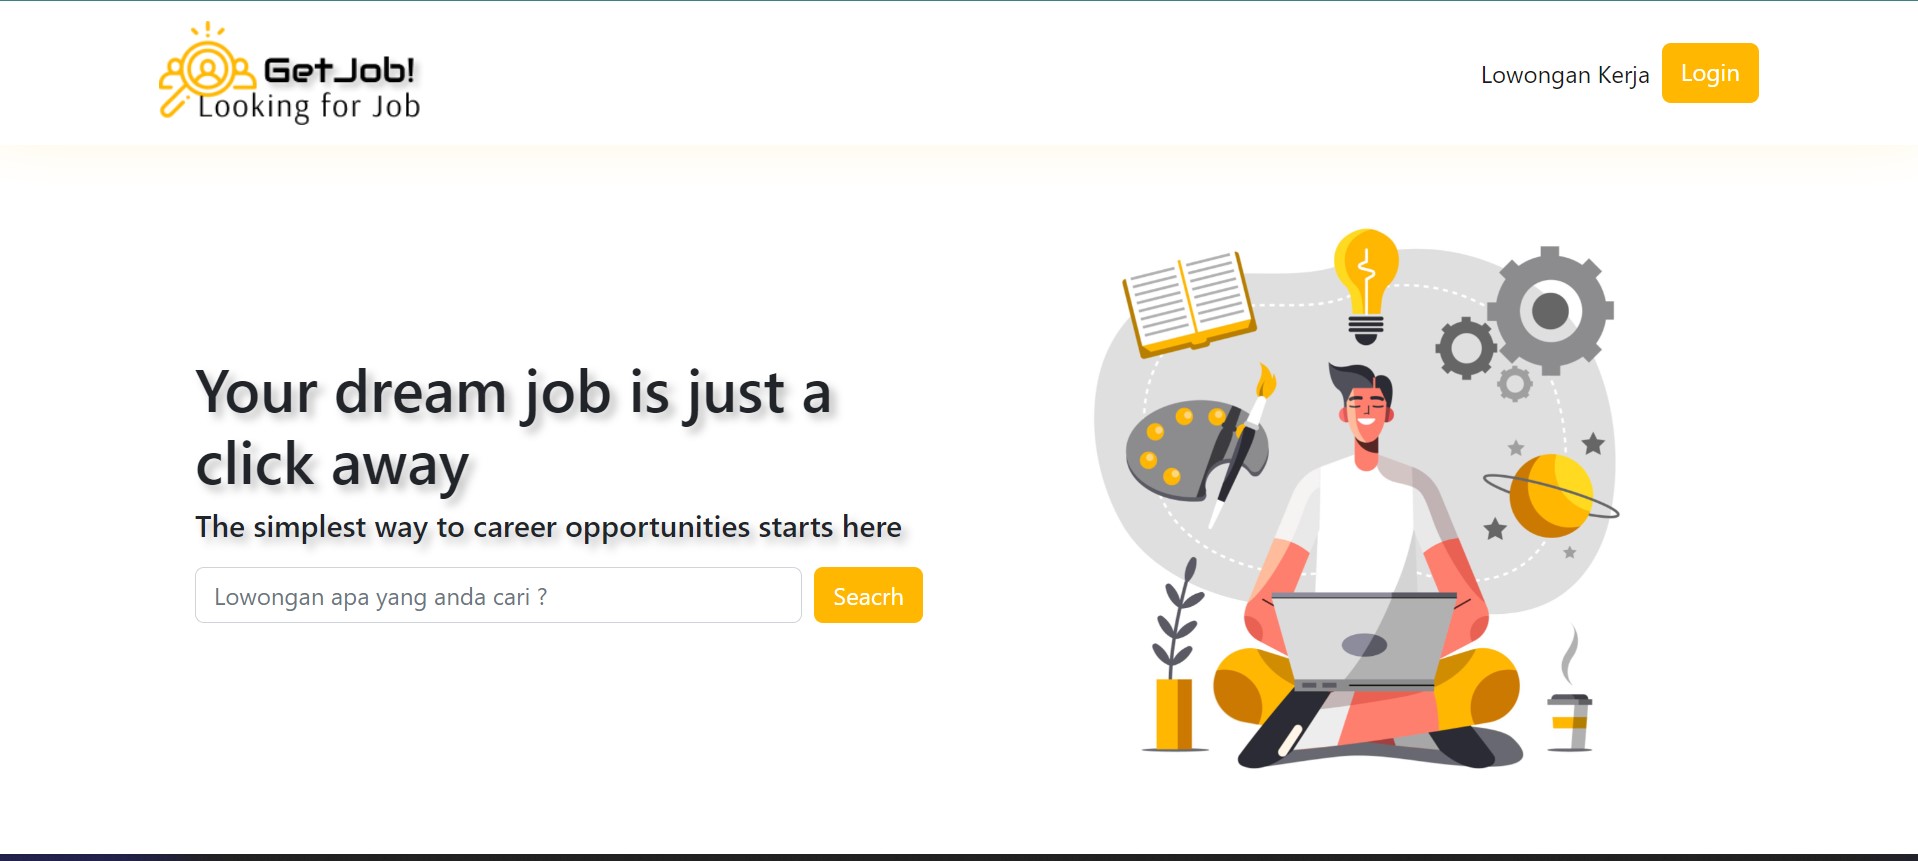 GetJob!
Looking for Job
Lowongan Kerja
Login
Your dream job is just a
click away
The simplest way to career opportunities starts here
Lowongan apa yang anda cari ?
Seacrh